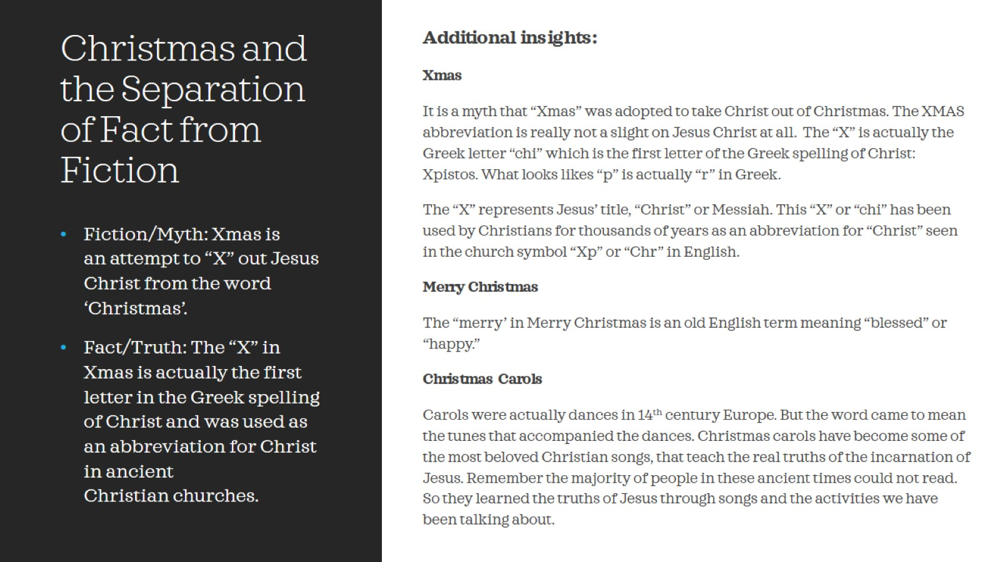 Christmas and
the Separation
of Fact from
Fiction
• Fiction/Myth: Xmas is
an attempt to “X” out Jesus
Christ from the word
‘Christmas’.
• Fact/Truth: The “X” in
Xmas is actually the first
letter in the Greek spelling
of Christ and was used as
an abbreviation for Christ
in ancient
Christian churches.
Additional insights:
Xmas
It is a myth that “Xmas” was adopted to take Christ out of Christmas. The XMAS
abbreviation is really not a slight on Jesus Christ at all. The “X” is actually the
Greek letter “chi” which is the first letter of the Greek spelling of Christ:
Xpistos. What looks likes “p” is actually “r” in Greek.
The “X” represents Jesus’ title, “Christ” or Messiah. This “X” or “chi” has been
used by Christians for thousands of years as an abbreviation for “Christ” seen
in the church symbol “Xp” or “Chr” in English.
Merry Christmas
The “merry’ in Merry Christmas is an old English term meaning “blessed” or
“happy.”
Christmas Carols
Carols were actually dances in 14th century Europe. But the word came to mean
the tunes that accompanied the dances. Christmas carols have become some of
the most beloved Christian songs, that teach the real truths of the incarnation of
Jesus. Remember the majority of people in these ancient times could not read.
So they learned the truths of Jesus through songs and the activities we have
been talking about.